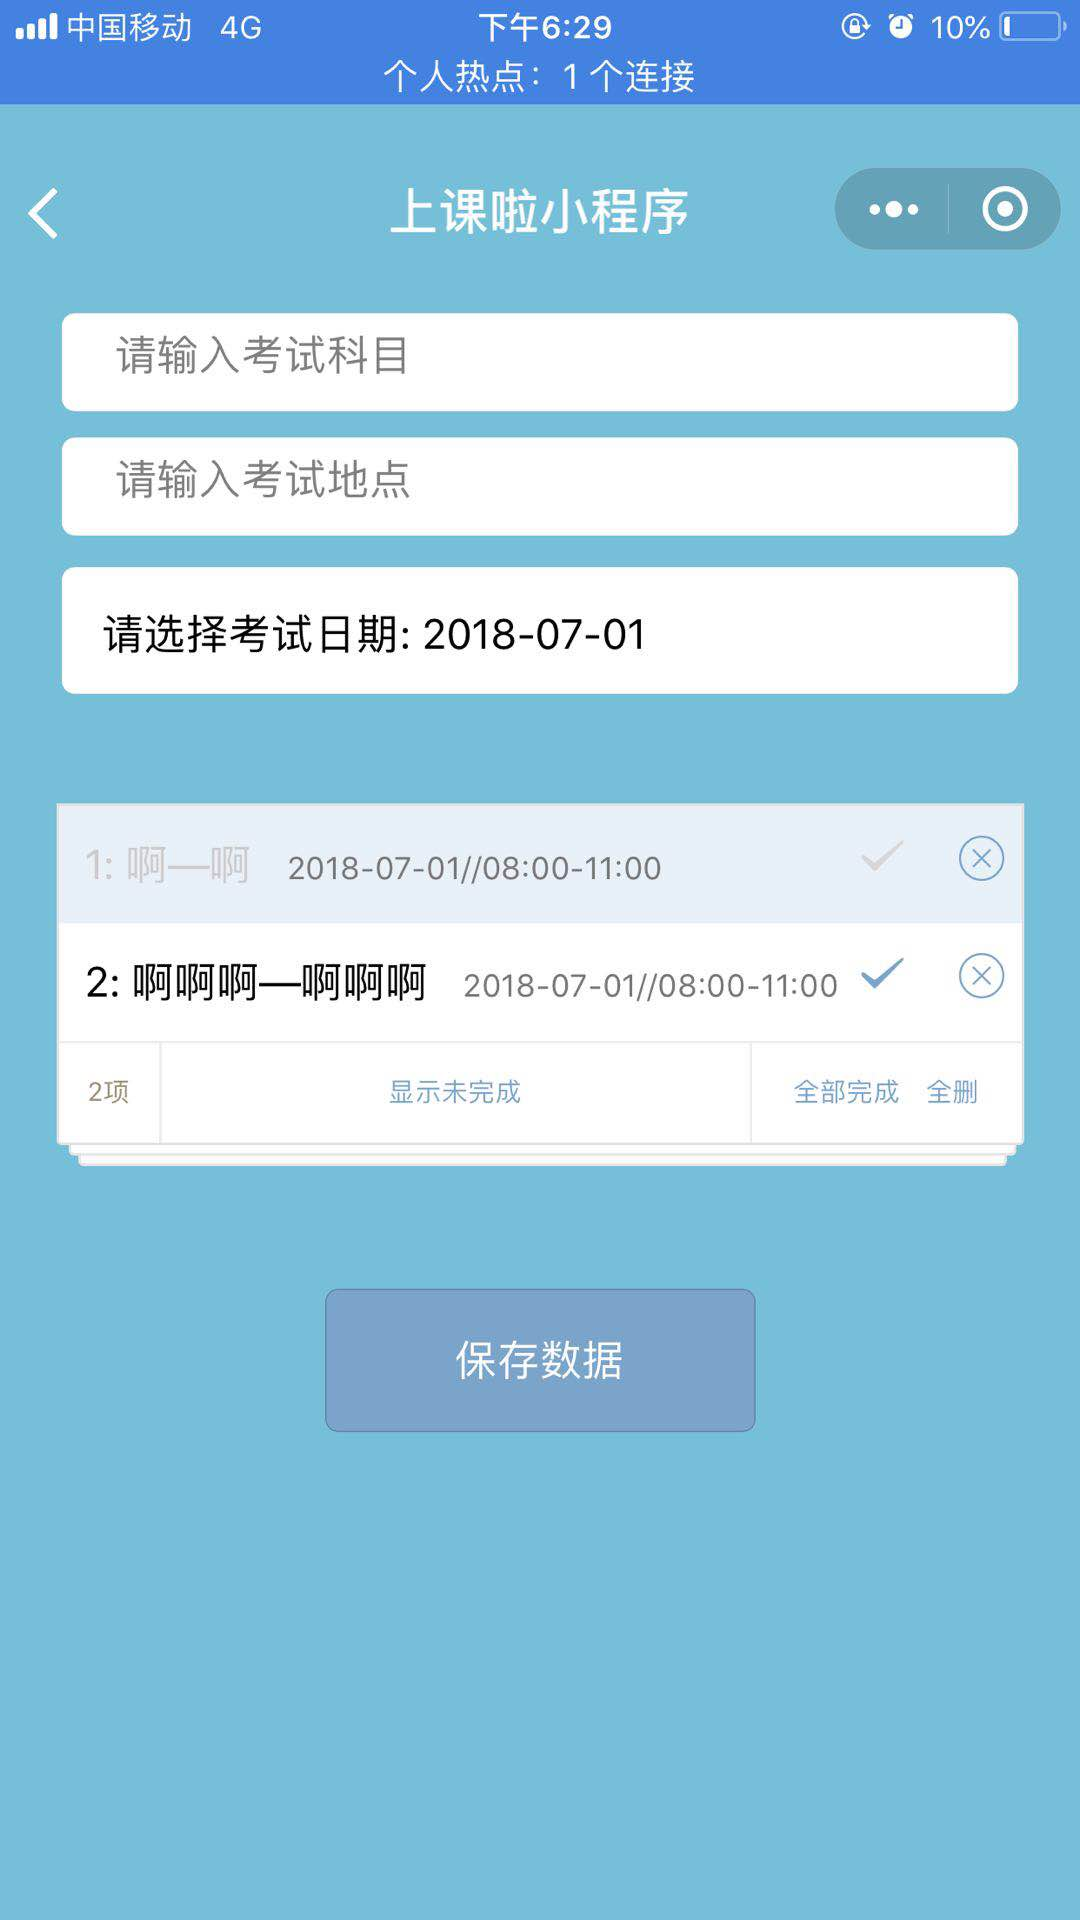 中国移动 4G 下午6:29 10%
个人热点：1 个连接
上课啦小程序
请输入考试科目
请输入考试地点
请选择考试日期: 2018-07-01
1: 啊—啊 2018-07-01//08:00-11:00
2: 啊啊啊—啊啊啊 2018-07-01//08:00-11:00
2项 显示未完成 全部完成 全删
保存数据